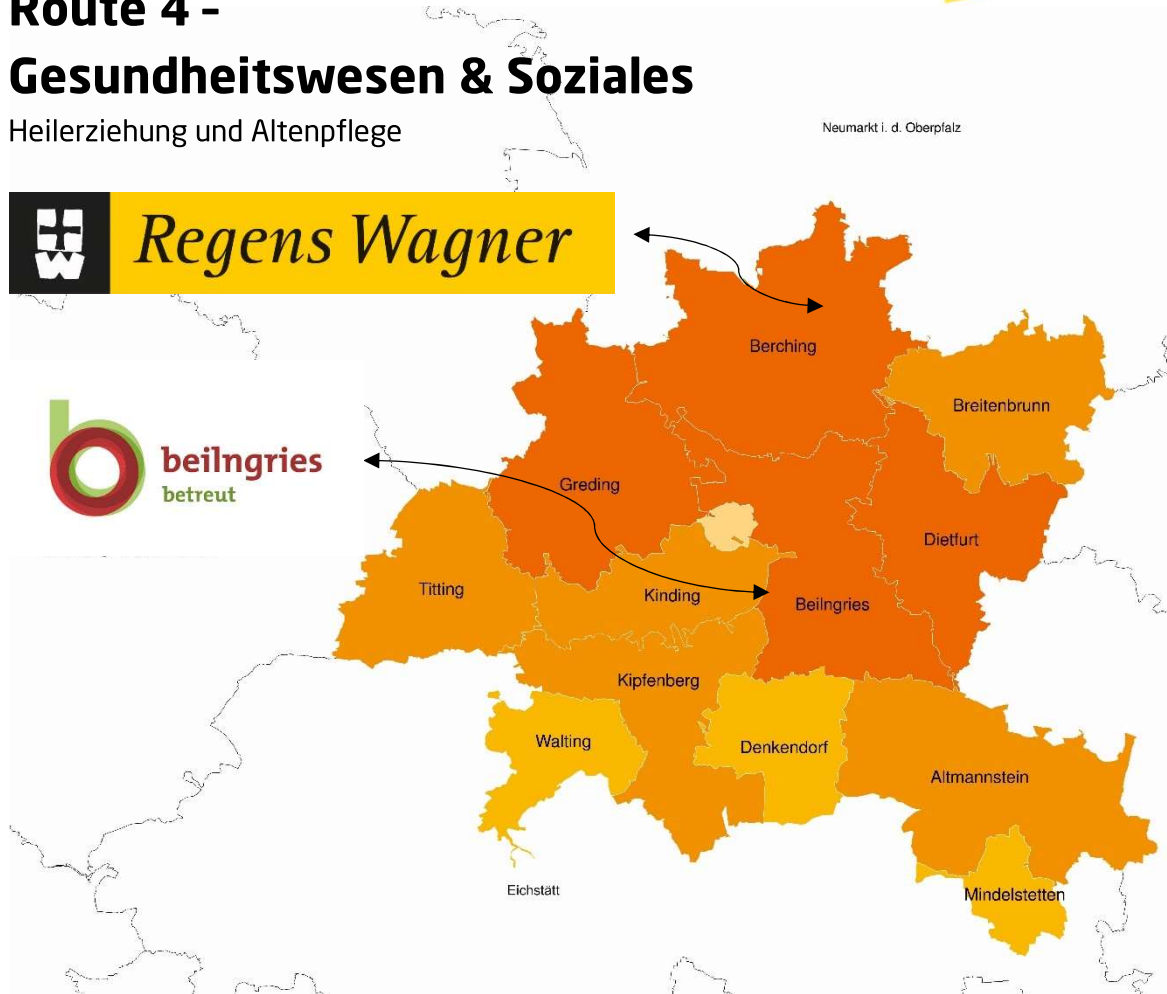 Route 4 –
Gesundheitswesen & Soziales
Heilerziehung und Altenpflege
Neumarkt i. d. Oberpfalz
Regens Wagner
Berching
Breitenbrunn
beilngries
betreut
Greding
Dietfurt
Titting
Kinding
Beilngries
Kipfenberg
Walting
Denkendorf
Altmannstein
Eichstätt
Mindelstetten